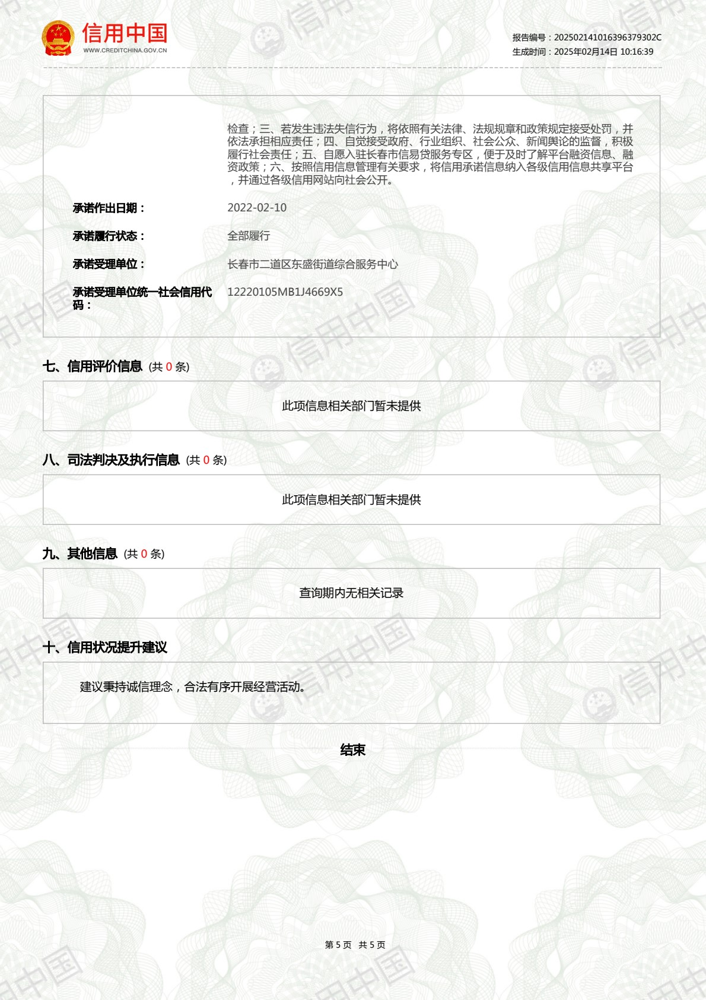 信用中国
WWW.CREDITCHINA.GOV.CN
报告编号：202502141016396379302C
生成时间：2025年02月14日 10:16:39
检查；三、若发生违法失信行为，将依照有关法律、法规规章和政策规定接受处罚，并
依法承担相应责任；四、自觉接受政府、行业组织、社会公众、新闻舆论的监督，积极
履行社会责任；五、自愿入驻长春市信易贷服务专区，便于及时了解平台融资信息、融
资政策；六、按照信用信息管理有关要求，将信用承诺信息纳入各级信用信息共享平台
，并通过各级信用网站向社会公开。
承诺作出日期： 2022-02-10
承诺履行状态： 全部履行
承诺受理单位： 长春市二道区东盛街道综合服务中心
承诺受理单位统一社会信用代 12220105MB1J4669X5
码：
七、信用评价信息 (共 0 条)
此项信息相关部门暂未提供
八、司法判决及执行信息 (共 0 条)
此项信息相关部门暂未提供
九、其他信息 (共 0 条)
查询期内无相关记录
十、信用状况提升建议
建议秉持诚信理念，合法有序开展经营活动。
结束
第 5 页 共 5 页